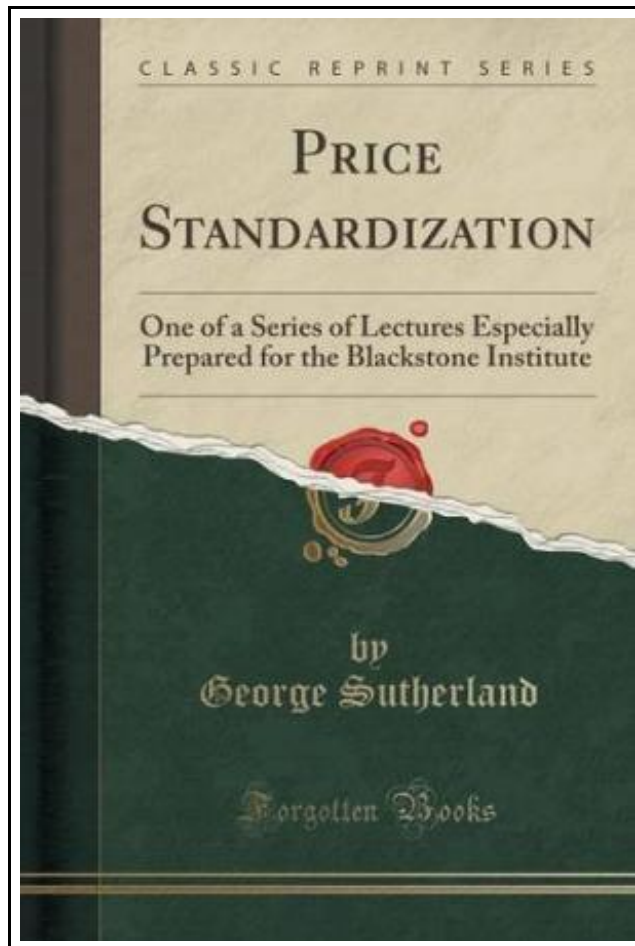 CLASSIC REPRINT SERIES
PRICE
STANDARDIZATION
One of a Series of Lectures Especially
Prepared for the Blackstone Institute
by
George Sutherland
Forgotten Books